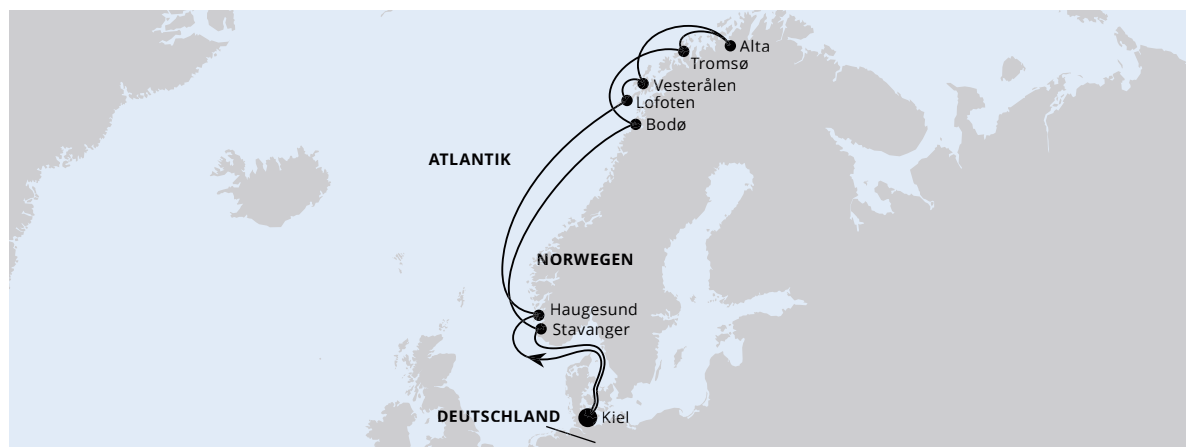 Alta
Tromsø
Vesterålen
Lofoten
Bodø
ATLANTIK
NORWEGEN
Haugesund
Stavanger
DEUTSCHLAND
Kiel